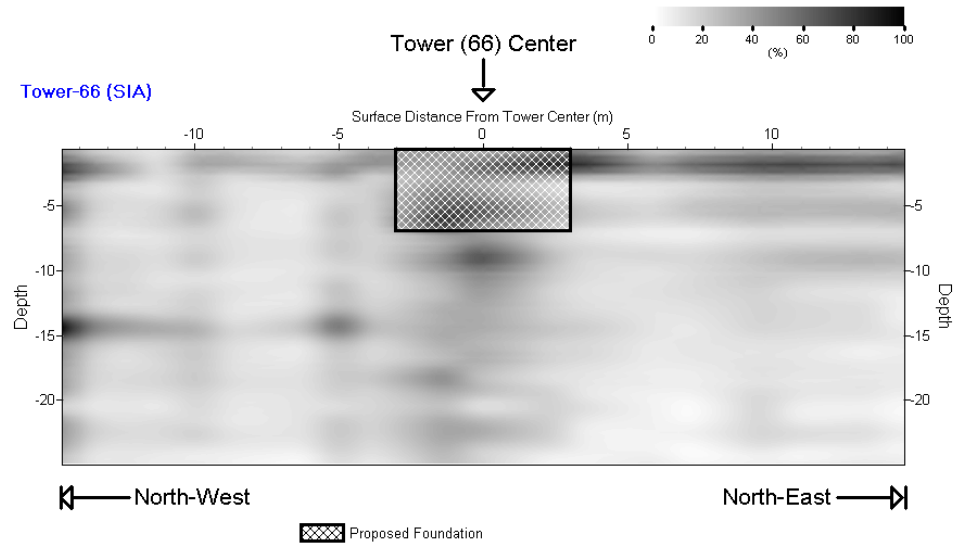 0 20 40 60 80 100
(%)
Tower (66) Center
Tower-66 (SIA)
Surface Distance From Tower Center (m)
-10 -5 0 5 10
-5 -5
-10 -10
Depth Depth
-15 -15
-20 -20
North-West North-East
Proposed Foundation